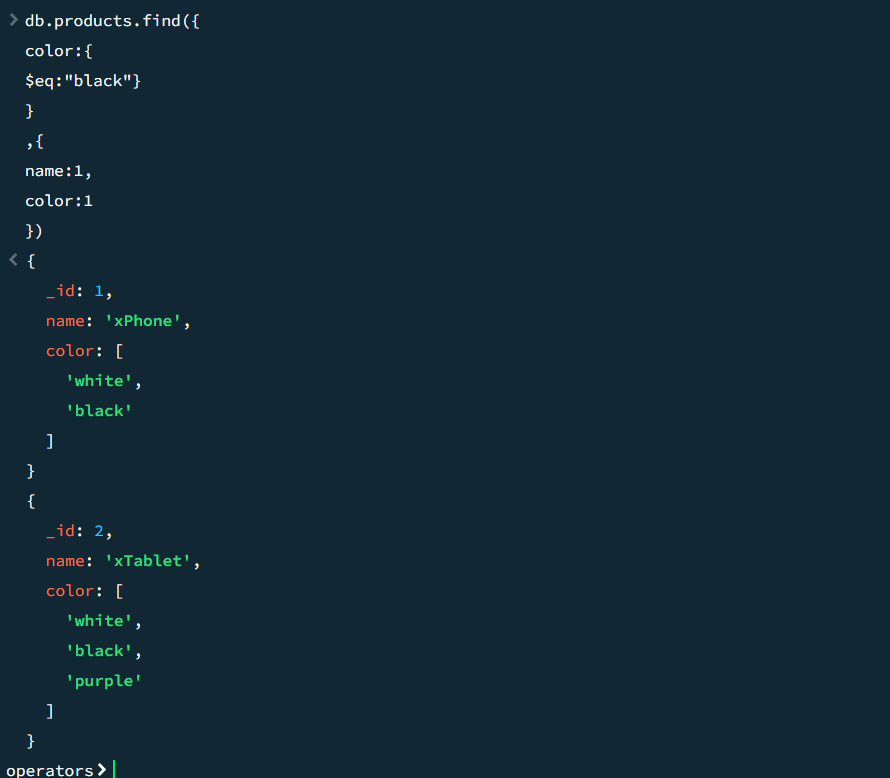 > db.products.find({
color:{
$eq:"black"}
}
,{
name:1,
color:1
})
< {
_id: 1,
name: 'xPhone',
color: [
'white',
'black'
]
}
{
_id: 2,
name: 'xTablet',
color: [
'white',
'black',
'purple'
]
}
operators>